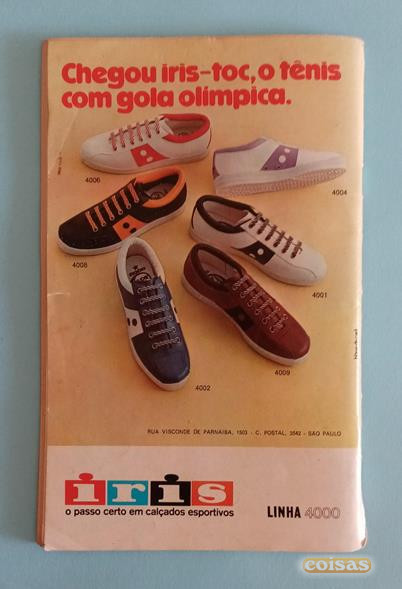 Chegou iris-toc, o tênis
com gola olímpica.
4006
4004
4008
4001
4009
4002
RUA VISCONDE DE PARNAIBA, 1503 - C. POSTAL, 3542 - SÃO PAULO
iris
o passo certo em calçados esportivos
LINHA 4000
coisas